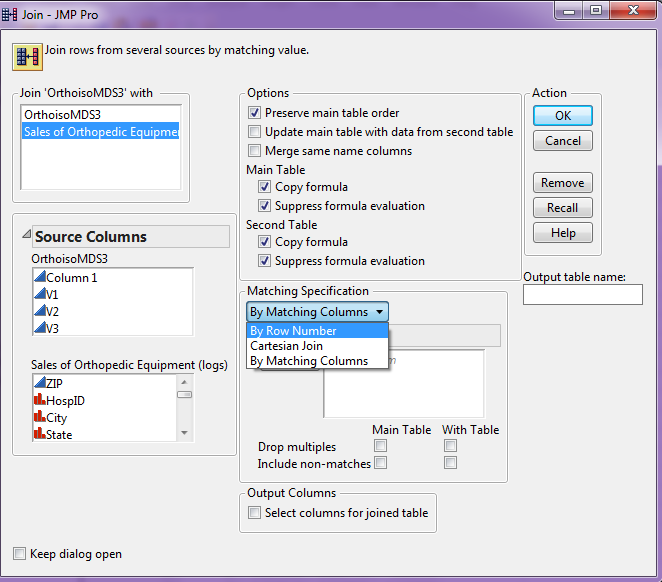 Join - JMP Pro
Join rows from several sources by matching value.
Join 'OrthoisoMDS3' with
OrthoisoMDS3
Sales of Orthopedic Equipmen
Source Columns
OrthoisoMDS3
Column 1
V1
V2
V3
Sales of Orthopedic Equipment (logs)
ZIP
HospID
City
State
Options
Preserve main table order
Update main table with data from second table
Merge same name columns
Main Table
Copy formula
Suppress formula evaluation
Second Table
Copy formula
Suppress formula evaluation
Matching Specification
By Matching Columns
By Row Number
Cartesian Join
By Matching Columns
Main Table With Table
Drop multiples
Include non-matches
Output Columns
Select columns for joined table
Action
OK
Cancel
Remove
Recall
Help
Output table name:
Keep dialog open